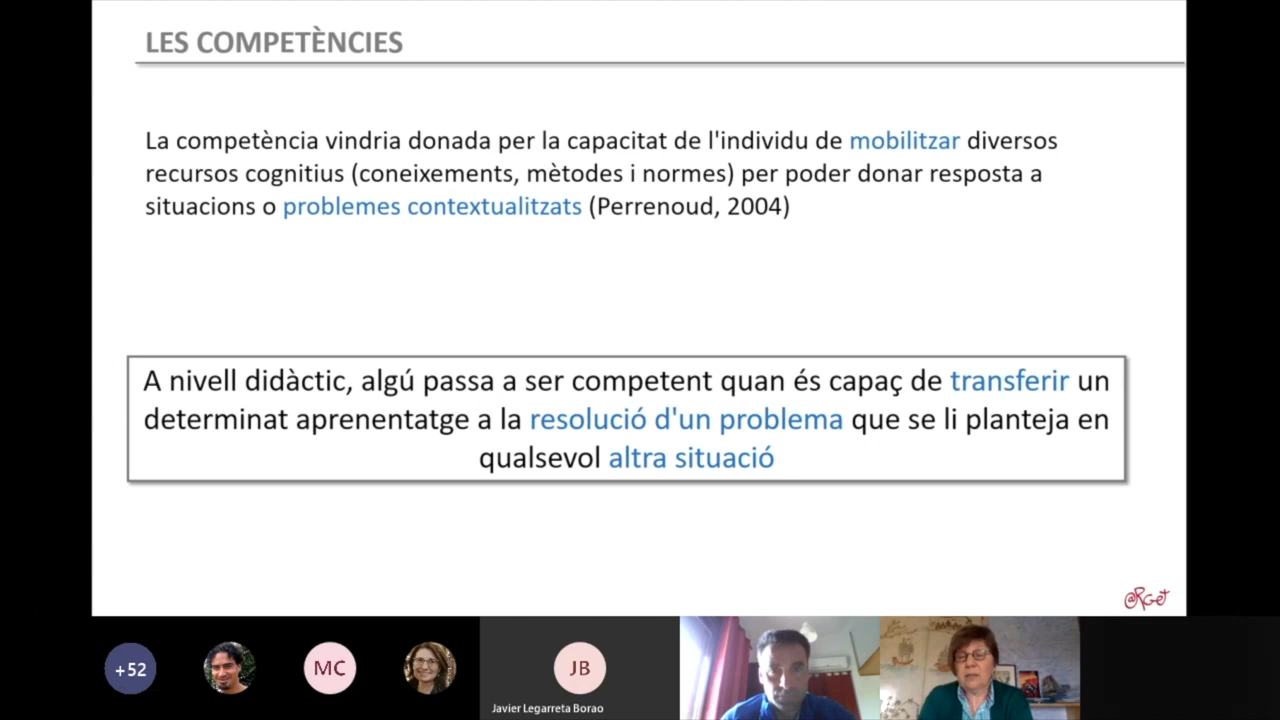 LES COMPETÈNCIES
La competència vindria donada per la capacitat de l'individu de mobilitzar diversos
recursos cognitius (coneixements, mètodes i normes) per poder donar resposta a
situacions o problemes contextualitzats (Perrenoud, 2004)
A nivell didàctic, algú passa a ser competent quan és capaç de transferir un
determinat aprenentatge a la resolució d'un problema que se li planteja en
qualsevol altra situació
@RGet
+52
MC
JB
Javier Legarreta Borao